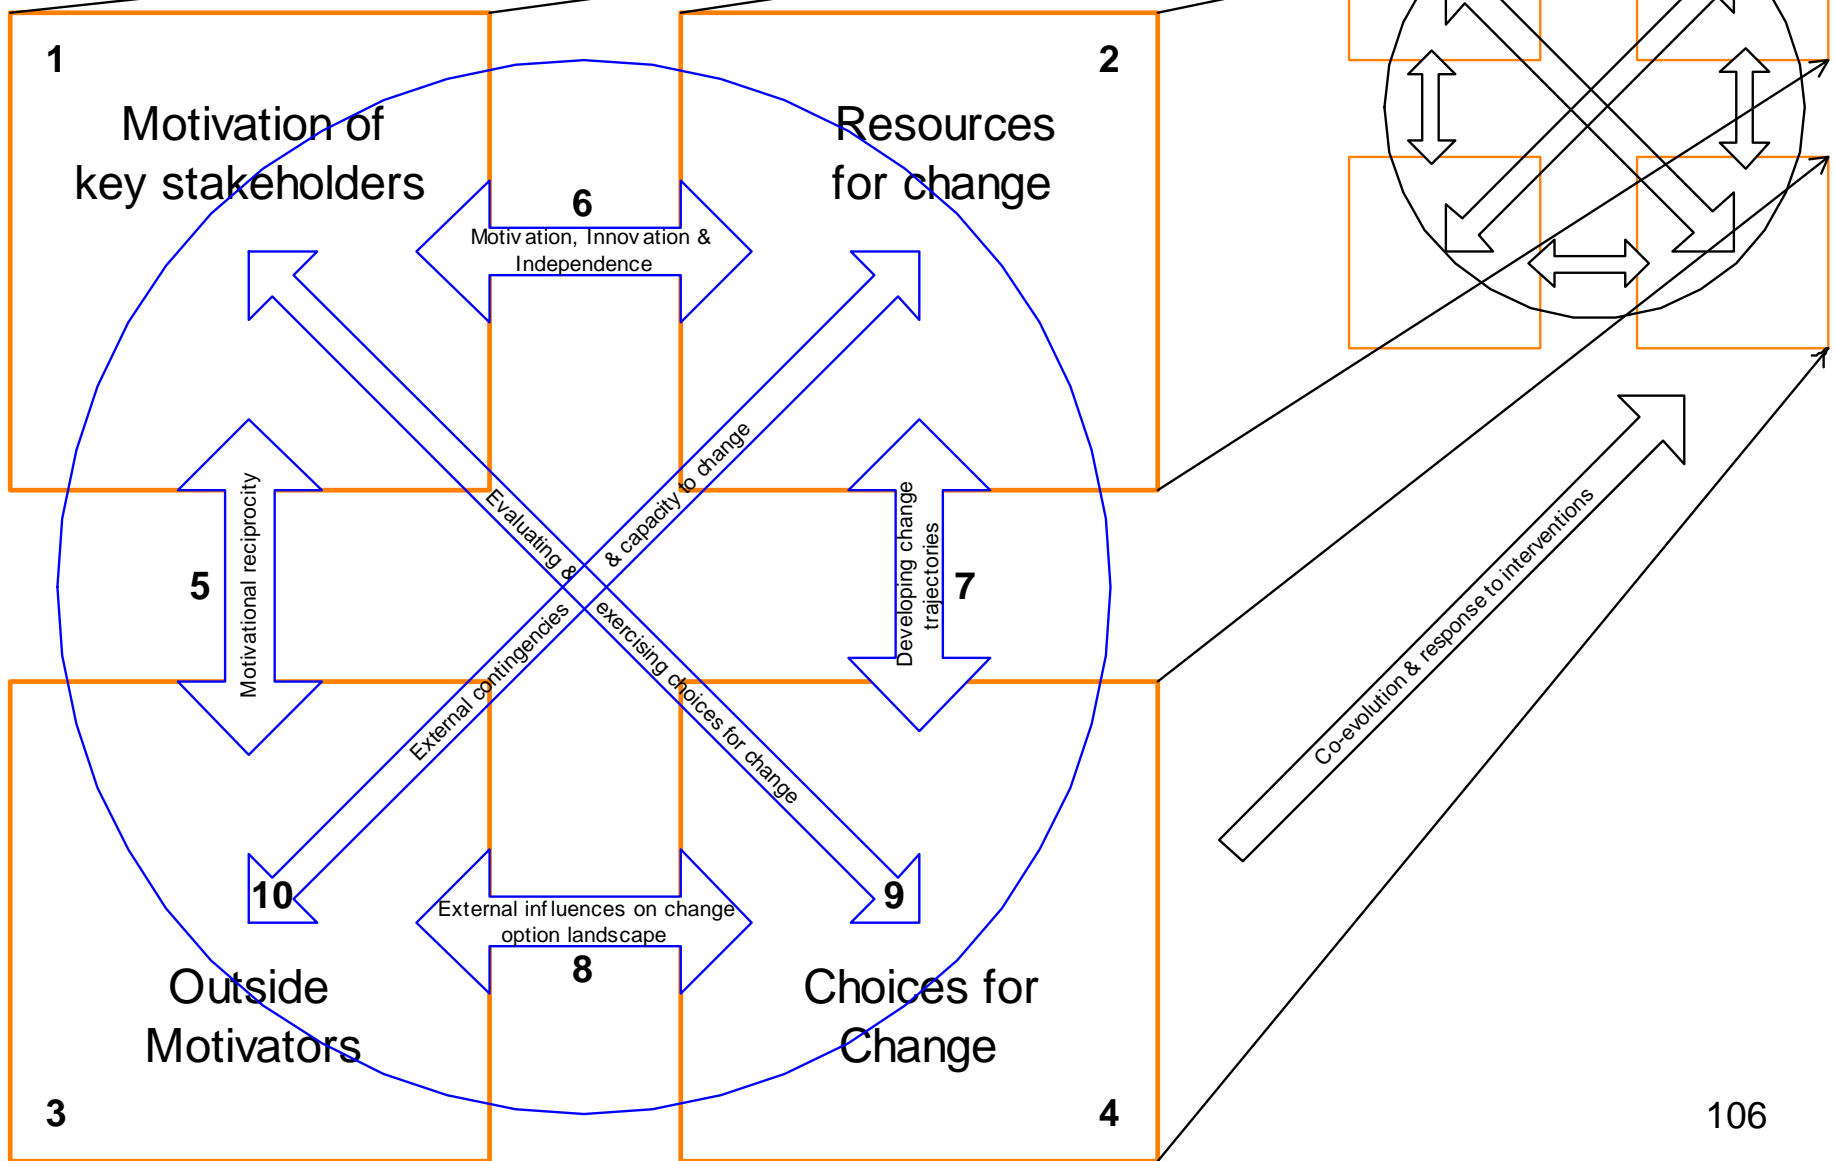 1
2
Motivation of
key stakeholders
Resources
for change
6
Motivation, Innovation &
Independence
5
Motivational reciprocity
Evaluating &
exercising choices for change
External contingencies
& capacity to change
Developing change
trajectories
7
Co-evolution & response to interventions
10
9
External influences on change
option landscape
8
Outside
Motivators
Choices for
Change
3
4
106